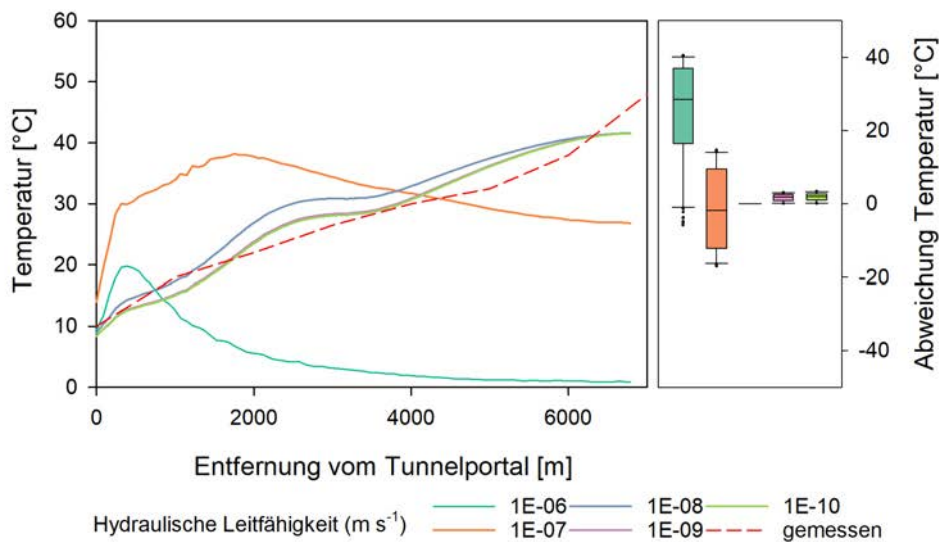 60
50
40
30
20
10
0
Temperatur [°C]
0
2000
4000
6000
Entfernung vom Tunnelportal [m]
40
20
0
-20
-40
Abweichung Temperatur [°C]
Hydraulische Leitfähigkeit (m s⁻¹)
1E-06
1E-08
1E-10
1E-07
1E-09
gemessen